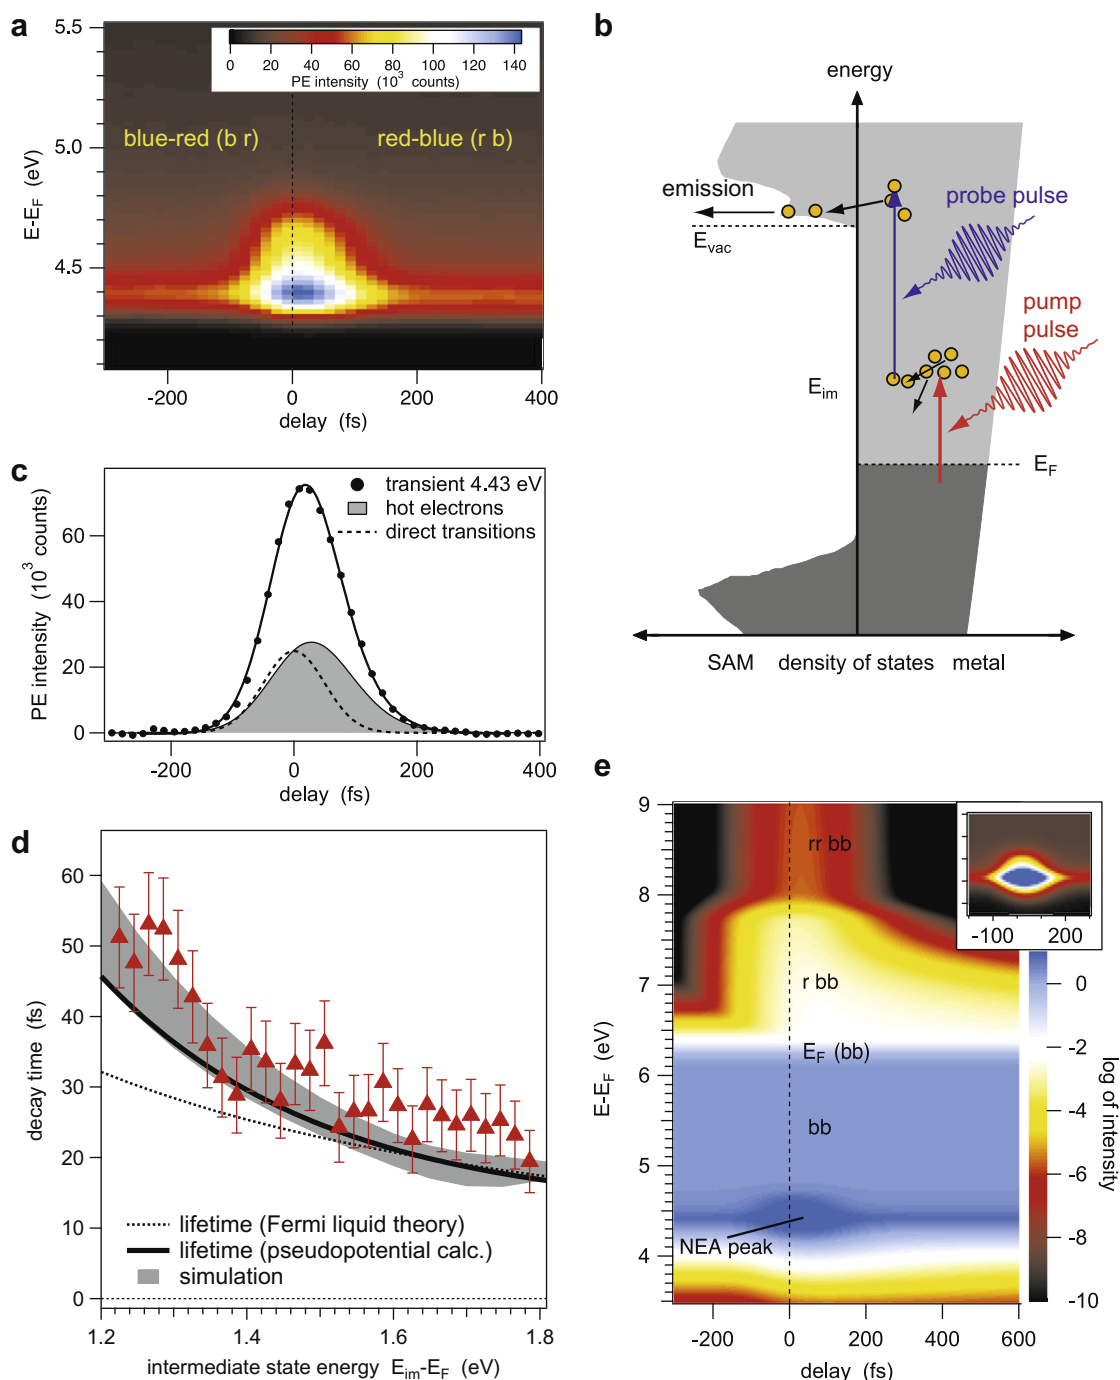 a
5.5
5.0
4.5
E-E_F (eV)
0 20 40 60 80 100 120 140
PE intensity (10³ counts)
blue-red (b r)
red-blue (r b)
-200 0 200 400
delay (fs)
b
energy
emission
E_vac
probe pulse
pump
pulse
E_im
E_F
SAM density of states metal
c
transient 4.43 eV
hot electrons
direct transitions
60
40
20
0
PE intensity (10³ counts)
-200 0 200 400
delay (fs)
d
60
50
40
30
20
10
0
decay time (fs)
lifetime (Fermi liquid theory)
lifetime (pseudopotential calc.)
simulation
1.2 1.4 1.6 1.8
intermediate state energy E_im-E_F (eV)
e
9
8
7
6
5
4
E-E_F (eV)
rr bb
r bb
E_F (bb)
bb
NEA peak
-100 200
0
-2
-4
-6
-8
-10
log of intensity
-200 0 200 400 600
delay (fs)